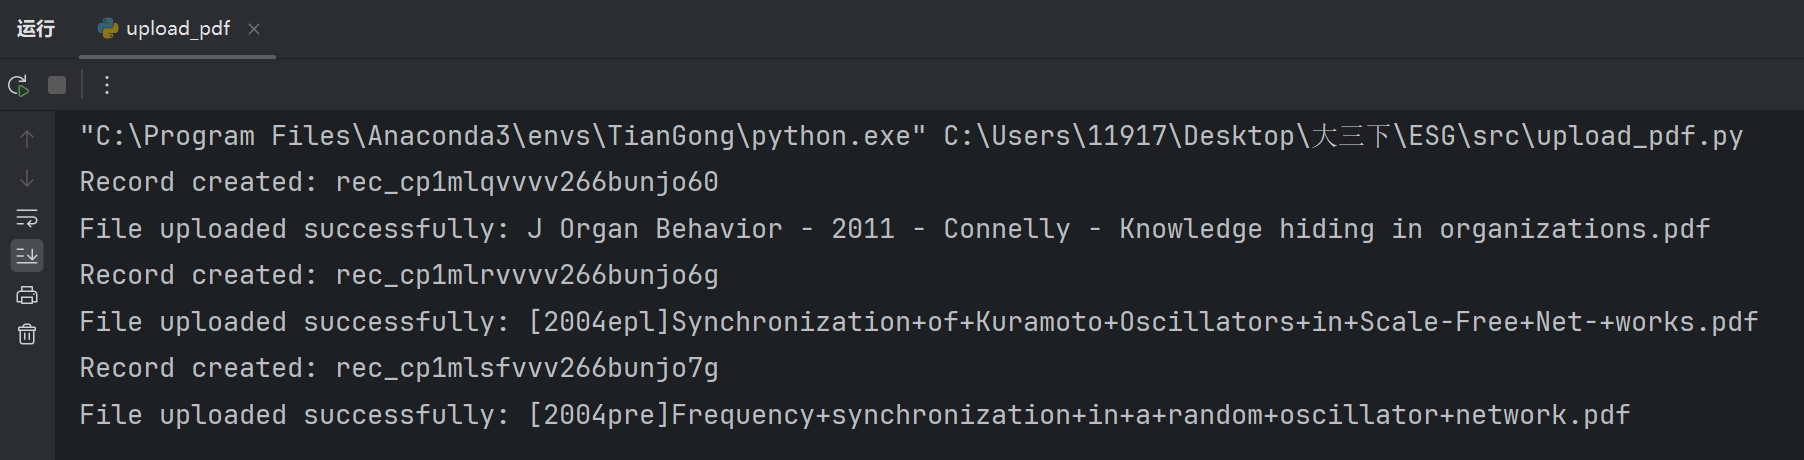 运行 upload_pdf
"C:\Program Files\Anaconda3\envs\TianGong\python.exe" C:\Users\11917\Desktop\大三下\ESG\src\upload_pdf.py
Record created: rec_cp1mlqvvvv266bunjo60
File uploaded successfully: J Organ Behavior - 2011 - Connelly - Knowledge hiding in organizations.pdf
Record created: rec_cp1mlrvvvv266bunjo6g
File uploaded successfully: [2004epl]Synchronization+of+Kuramoto+Oscillators+in+Scale-Free+Net-+works.pdf
Record created: rec_cp1mlsfvvv266bunjo7g
File uploaded successfully: [2004pre]Frequency+synchronization+in+a+random+oscillator+network.pdf